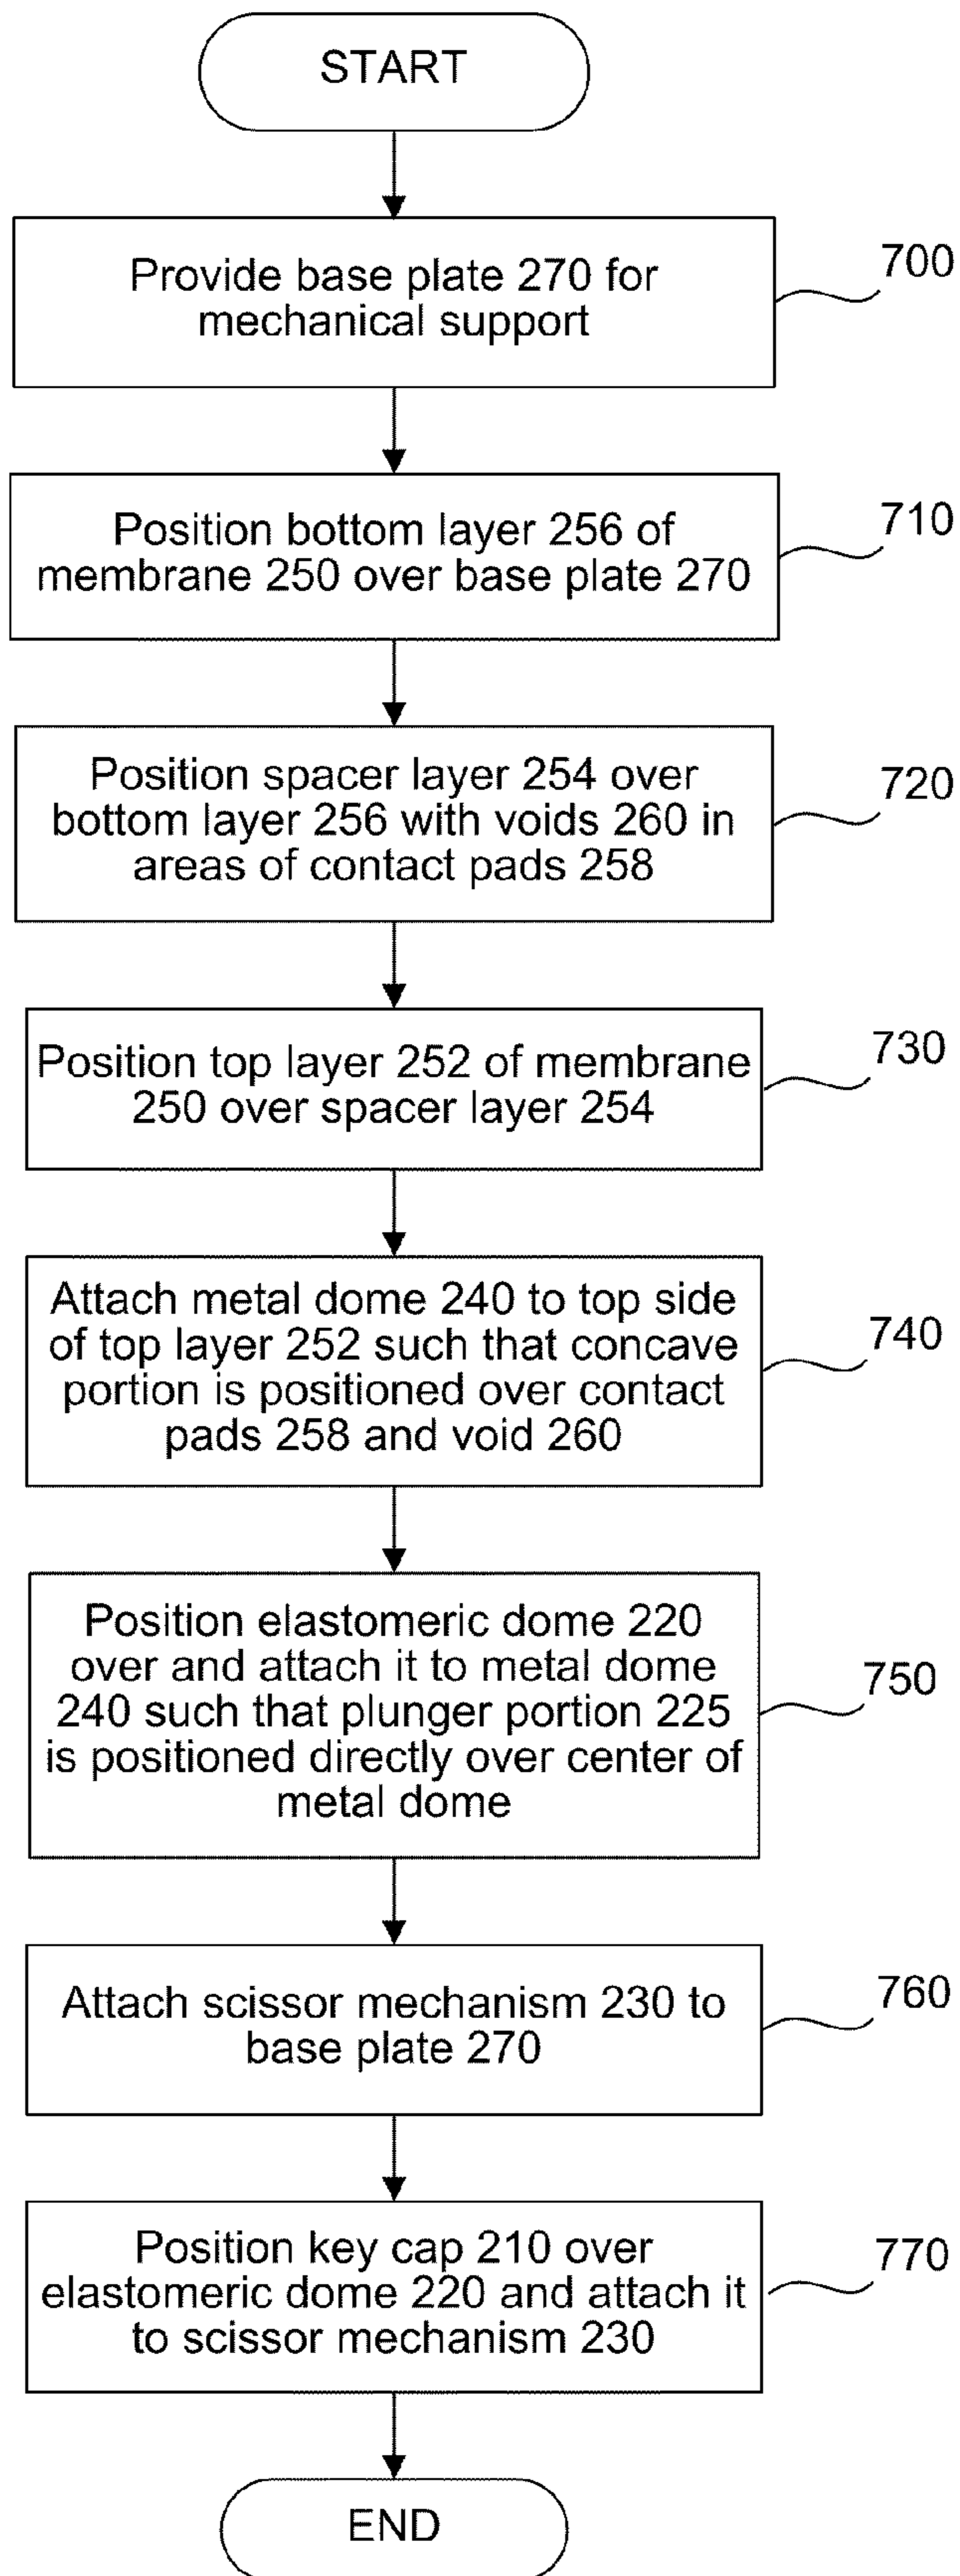 START
Provide base plate 270 for
mechanical support
700
Position bottom layer 256 of
membrane 250 over base plate 270
710
Position spacer layer 254 over
bottom layer 256 with voids 260 in
areas of contact pads 258
720
Position top layer 252 of membrane
250 over spacer layer 254
730
Attach metal dome 240 to top side
of top layer 252 such that concave
portion is positioned over contact
pads 258 and void 260
740
Position elastomeric dome 220
over and attach it to metal dome
240 such that plunger portion 225
is positioned directly over center of
metal dome
750
Attach scissor mechanism 230 to
base plate 270
760
Position key cap 210 over
elastomeric dome 220 and attach it
to scissor mechanism 230
770
END